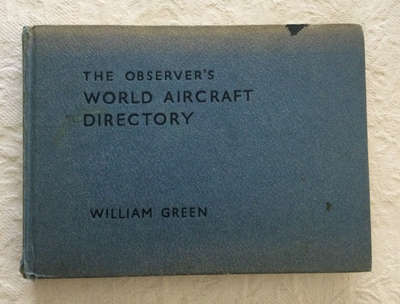 THE OBSERVER'S
WORLD AIRCRAFT
DIRECTORY
WILLIAM GREEN